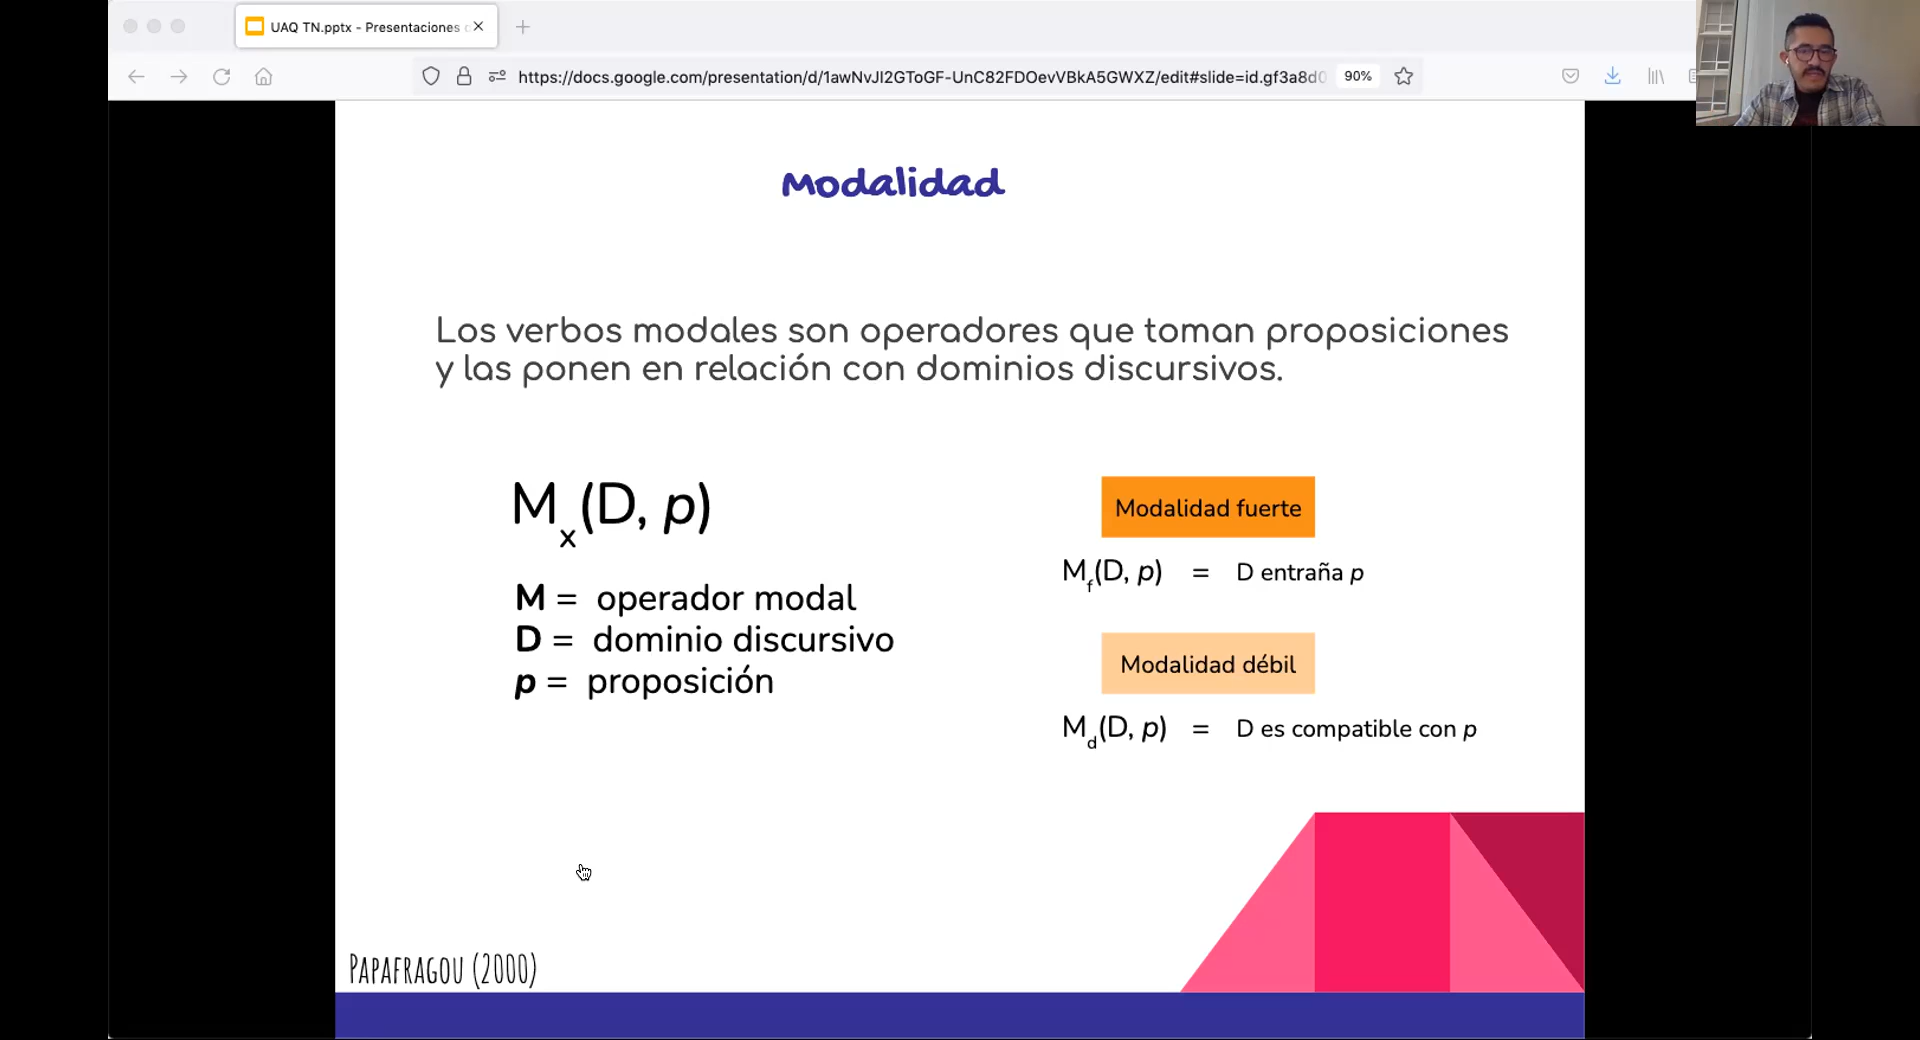 UAQ TN.pptx - Presentaciones
https://docs.google.com/presentation/d/1awNvJI2GToGF-UnC82FDOevVBkA5GWXZ/edit#slide=id.gf3a8d0
90%
Modalidad
Los verbos modales son operadores que toman proposiciones
y las ponen en relación con dominios discursivos.
Mx(D, p)
M = operador modal
D = dominio discursivo
p = proposición
Modalidad fuerte
Mf(D, p) = D entraña p
Modalidad débil
Md(D, p) = D es compatible con p
Papafragou (2000)